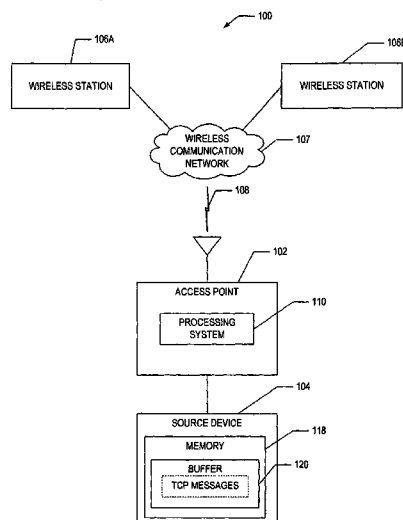 100
106A
WIRELESS STATION
WIRELESS STATION
WIRELESS
COMMUNICATION
NETWORK
107
108
102
ACCESS POINT
PROCESSING
SYSTEM
110
104
SOURCE DEVICE
MEMORY
118
BUFFER
TCP MESSAGES
120